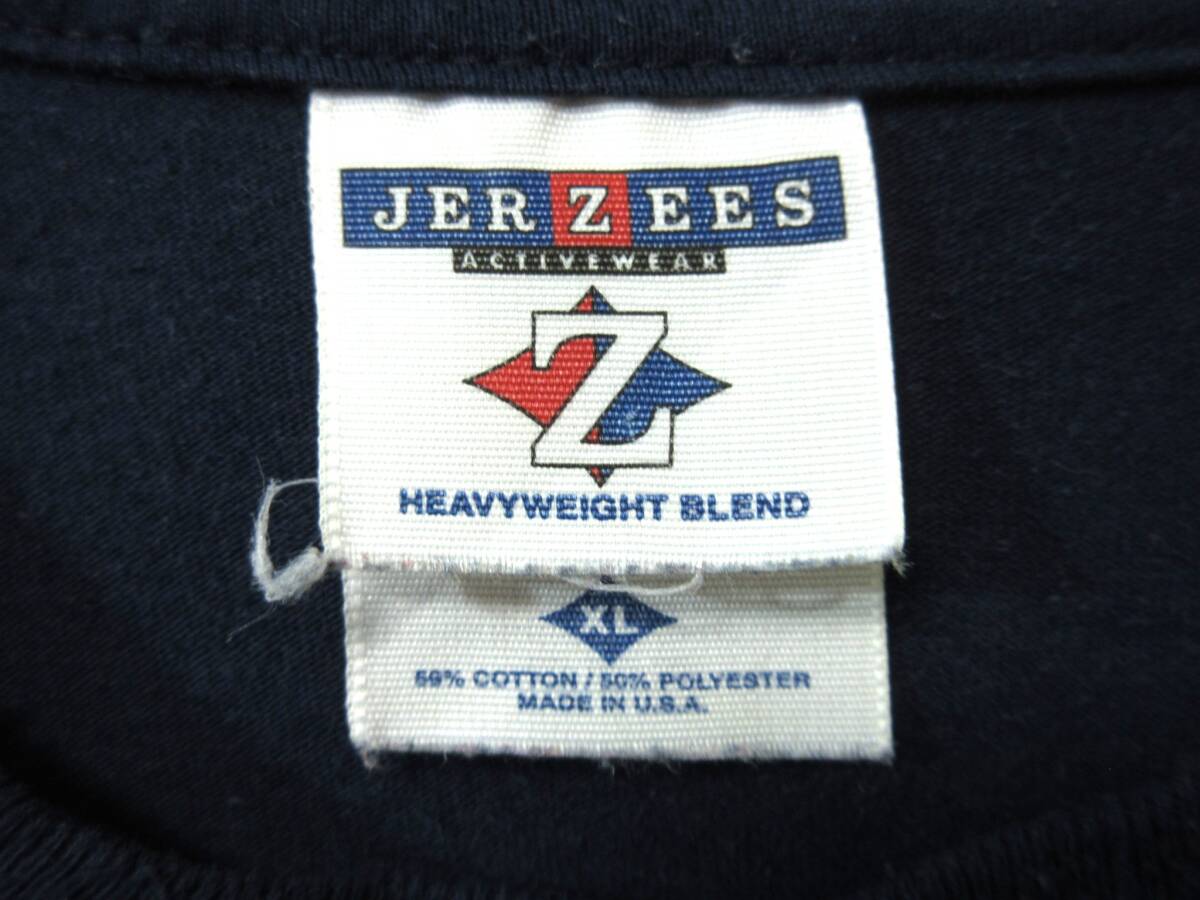 JERZEES
ACTIVEWEAR
Z
HEAVYWEIGHT BLEND
XL
50% COTTON / 50% POLYESTER
MADE IN U.S.A.